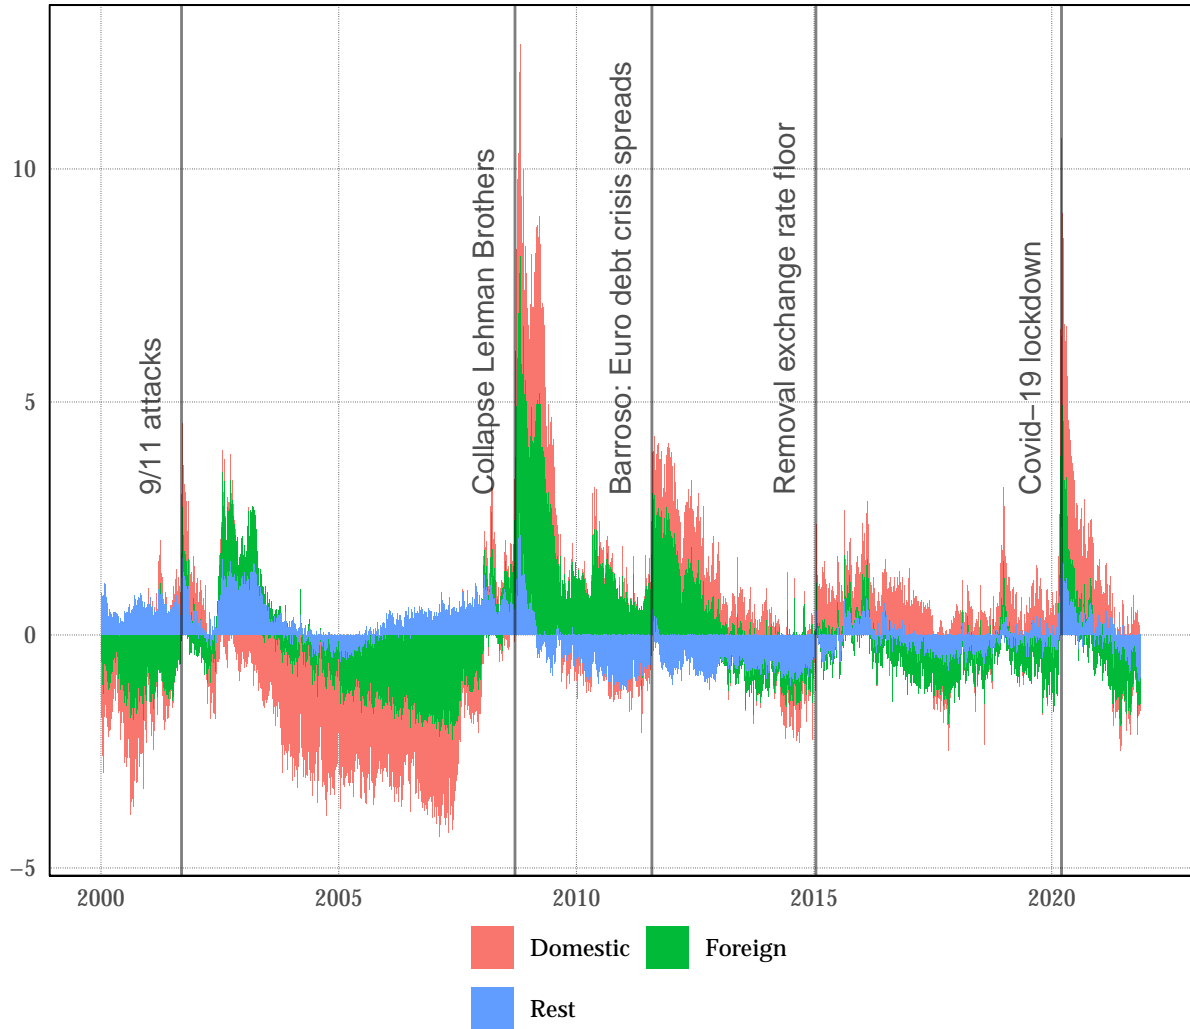 10
5
0
−5
9/11 attacks
Collapse Lehman Brothers
Barroso: Euro debt crisis spreads
Removal exchange rate floor
Covid−19 lockdown
2000
2005
2010
2015
2020
Domestic
Foreign
Rest